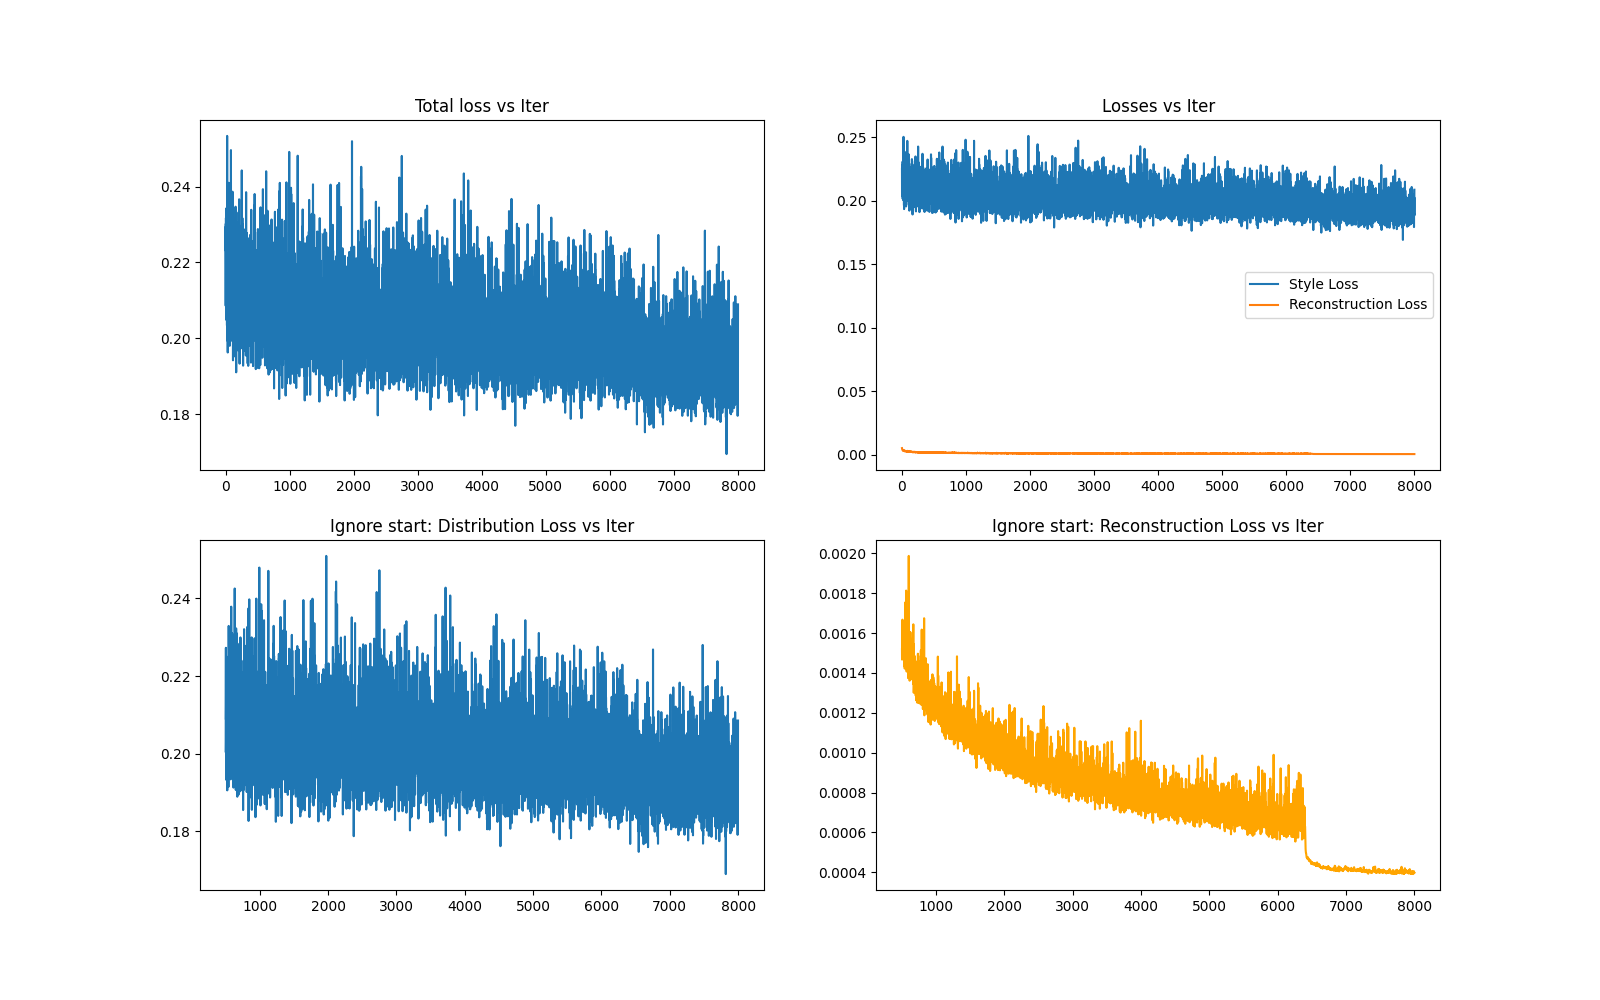 Total loss vs Iter
0.24
0.22
0.20
0.18
0 1000 2000 3000 4000 5000 6000 7000 8000
Losses vs Iter
0.25
0.20
0.15
0.10
0.05
0.00
Style Loss
Reconstruction Loss
0 1000 2000 3000 4000 5000 6000 7000 8000
Ignore start: Distribution Loss vs Iter
0.24
0.22
0.20
0.18
1000 2000 3000 4000 5000 6000 7000 8000
Ignore start: Reconstruction Loss vs Iter
0.0020
0.0018
0.0016
0.0014
0.0012
0.0010
0.0008
0.0006
0.0004
1000 2000 3000 4000 5000 6000 7000 8000